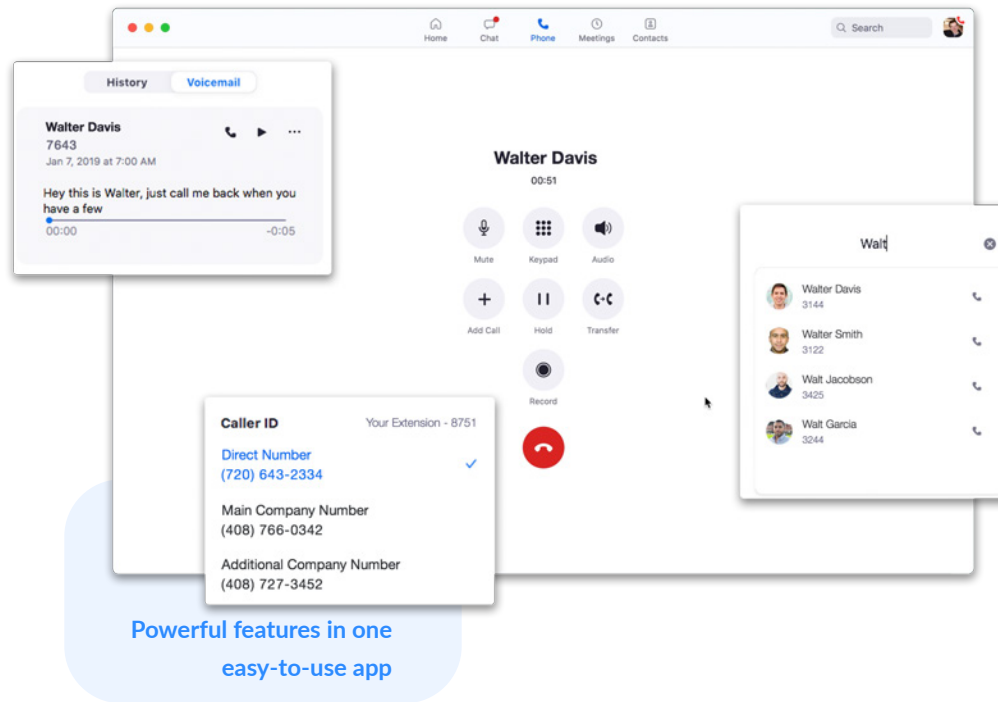 Home
Chat
Phone
Meetings
Contacts
Search
History
Voicemail
Walter Davis
7643
Jan 7, 2019 at 7:00 AM
Hey this is Walter, just call me back when you
have a few
00:00
-0:05
Walter Davis
00:51
Mute
Keypad
Audio
Add Call
Hold
Transfer
Record
Walt
Walter Davis
3144
Walter Smith
3122
Walt Jacobson
3425
Walt Garcia
3244
Caller ID
Your Extension - 8751
Direct Number
(720) 643-2334
Main Company Number
(408) 766-0342
Additional Company Number
(408) 727-3452
Powerful features in one
easy-to-use app